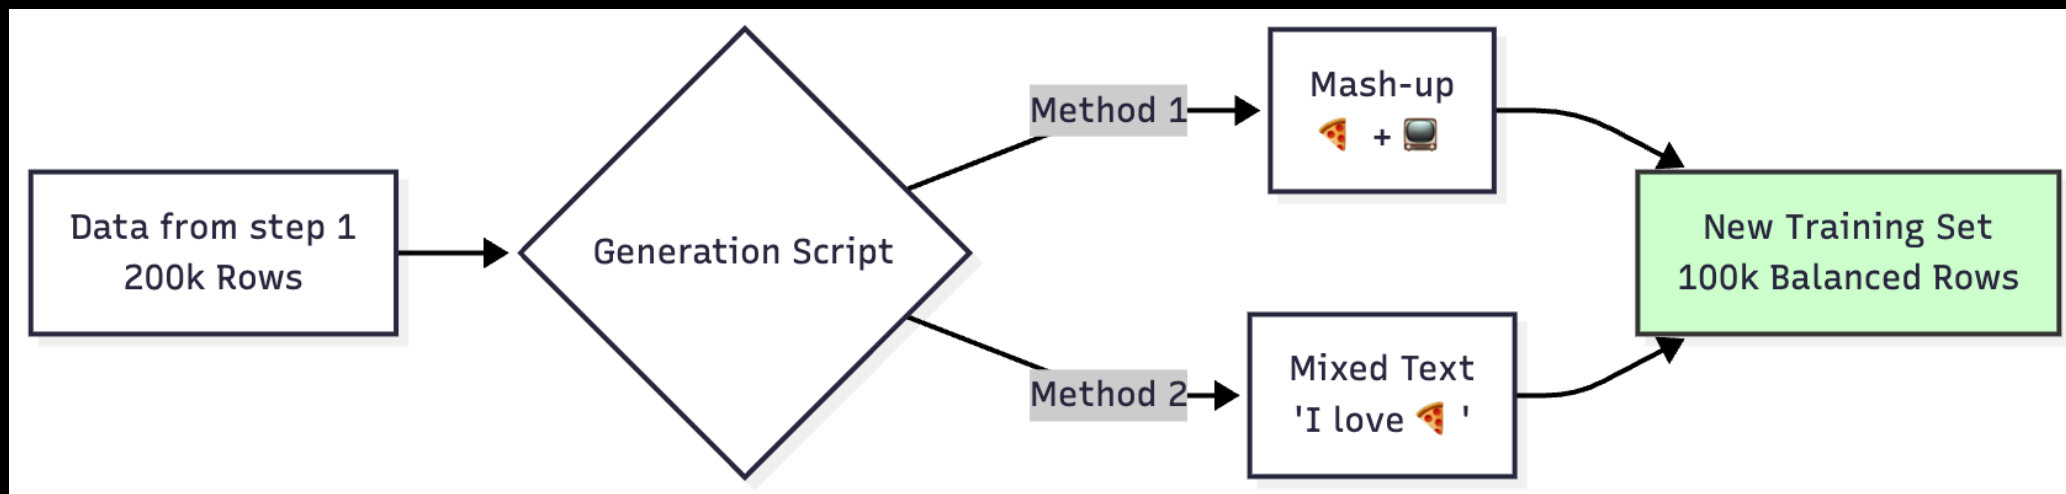 Data from step 1
200k Rows
Generation Script
Method 1
Mash-up
🍕 + 📺
Method 2
Mixed Text
'I love 🍕 '
New Training Set
100k Balanced Rows